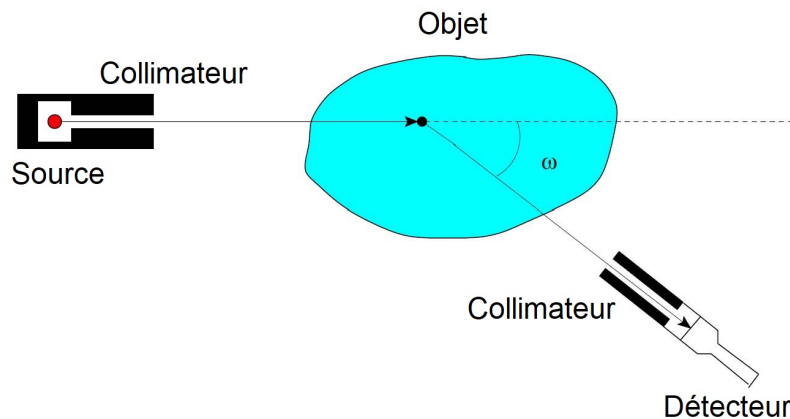 Objet
Collimateur
Source
ω
Collimateur
Détecteur